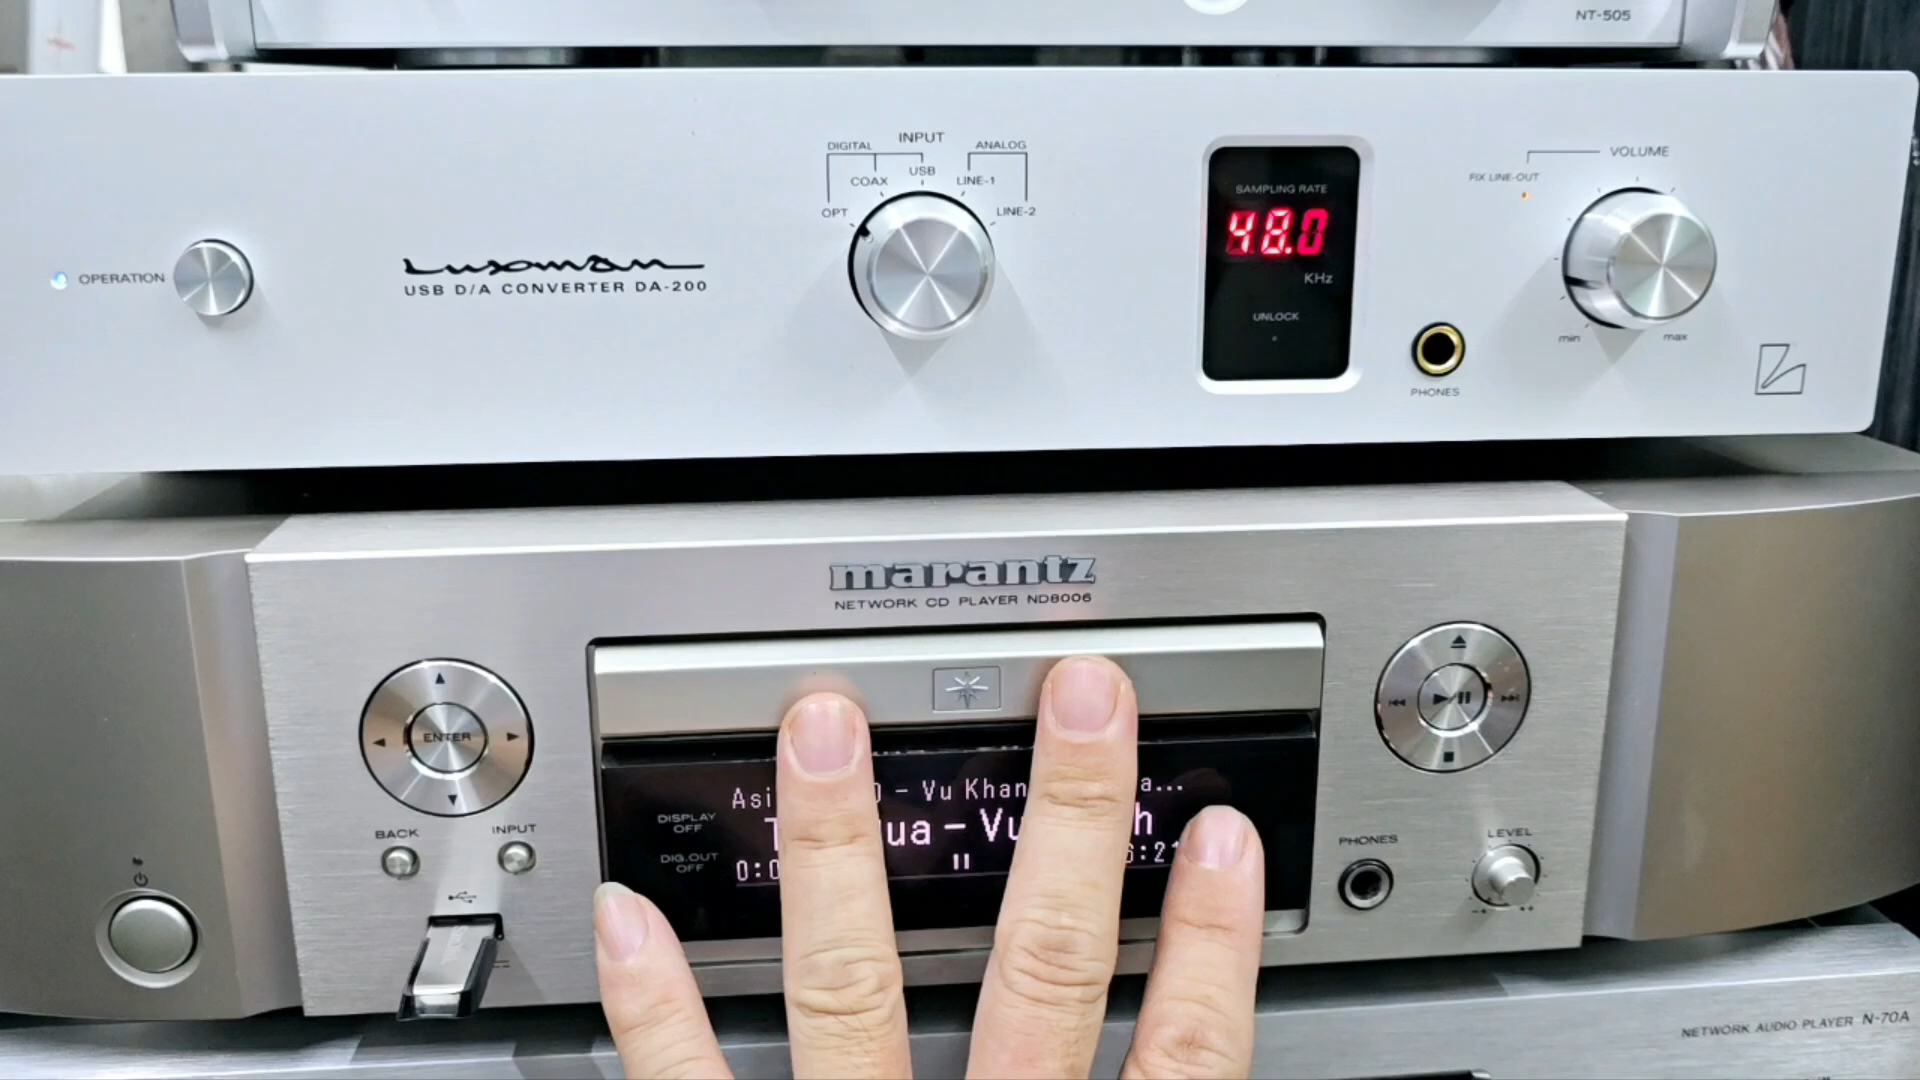 NT-505
INPUT
DIGITAL
ANALOG
USB
COAX
LINE-1
OPT
LINE-2
OPERATION
Luxman
USB D/A CONVERTER DA-200
SAMPLING RATE
48.0
KHz
UNLOCK
PHONES
VOLUME
FIX LINE-OUT
min
max
marantz
NETWORK CD PLAYER ND8006
ENTER
BACK
INPUT
DISPLAY
OFF
DIG.OUT
OFF
Asi
- Vu Khan
a...
ua - Vu
h
0:0
6:21
PHONES
LEVEL
NETWORK AUDIO PLAYER N-70A